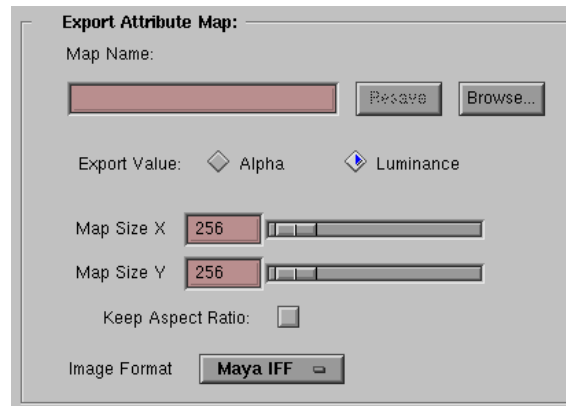 Export Attribute Map:
Map Name:
Resave Browse...
Export Value: Alpha Luminance
Map Size X 256
Map Size Y 256
Keep Aspect Ratio:
Image Format Maya IFF